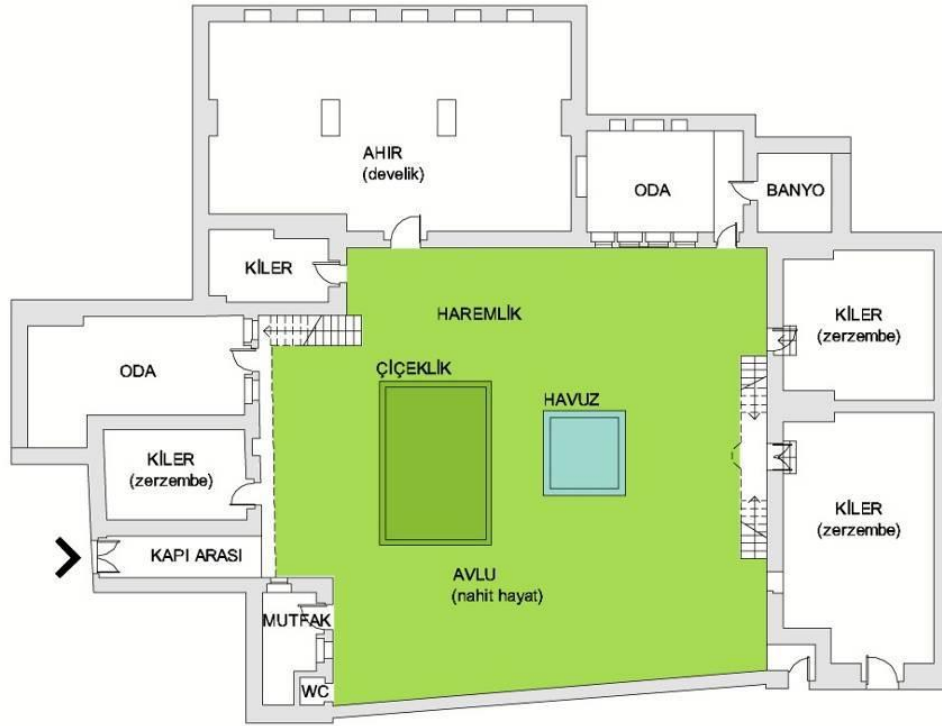 AHIR
(develik)
ODA
BANYO
KİLER
HAREMLİK
KİLER
(zerzembe)
ODA
ÇİÇEKLİK
HAVUZ
KİLER
(zerzembe)
KİLER
(zerzembe)
KAPI ARASI
AVLU
(nahit hayat)
MUTFAK
WC